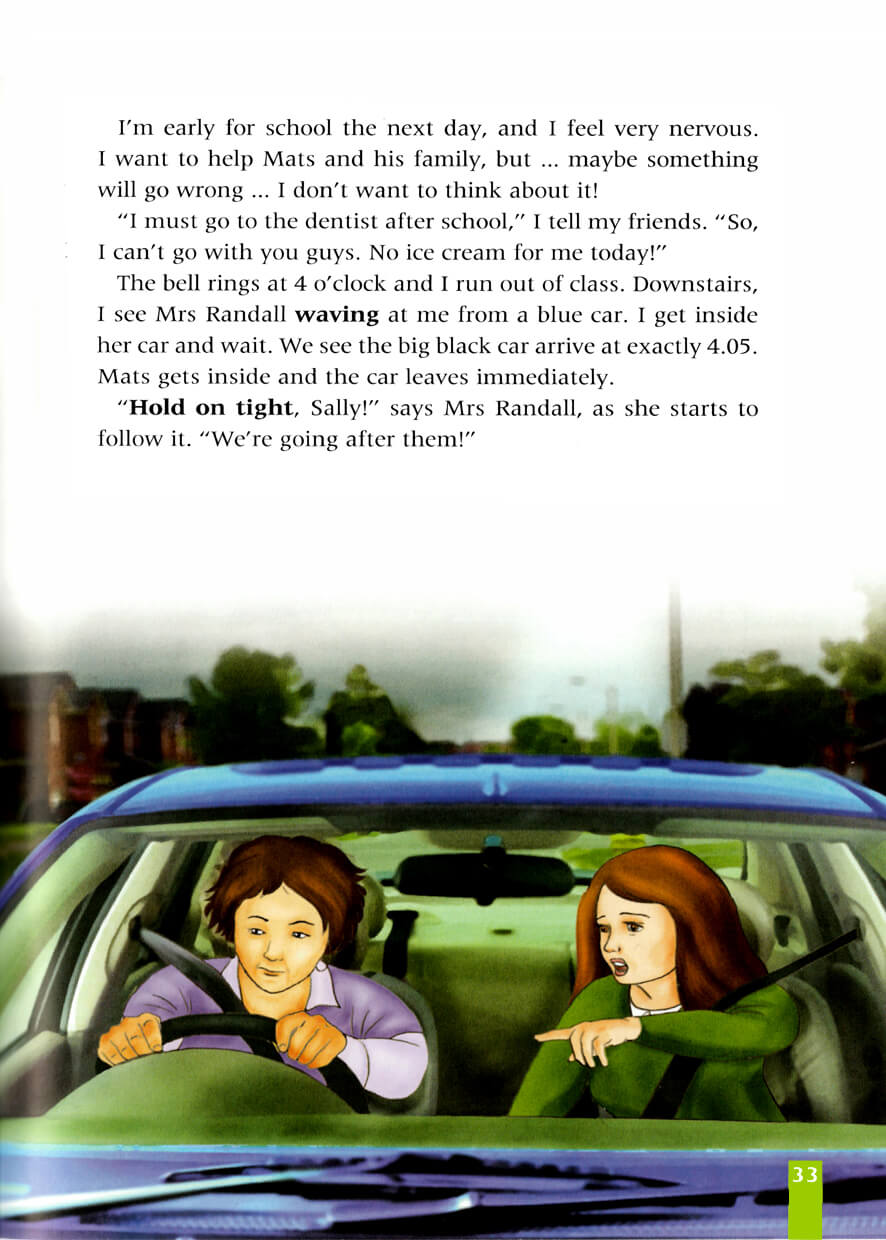 I'm early for school the next day, and I feel very nervous.
I want to help Mats and his family, but ... maybe something
will go wrong ... I don't want to think about it!
"I must go to the dentist after school," I tell my friends. "So,
I can't go with you guys. No ice cream for me today!"
The bell rings at 4 o'clock and I run out of class. Downstairs,
I see Mrs Randall waving at me from a blue car. I get inside
her car and wait. We see the big black car arrive at exactly 4.05.
Mats gets inside and the car leaves immediately.
"Hold on tight, Sally!" says Mrs Randall, as she starts to
follow it. "We're going after them!"
33